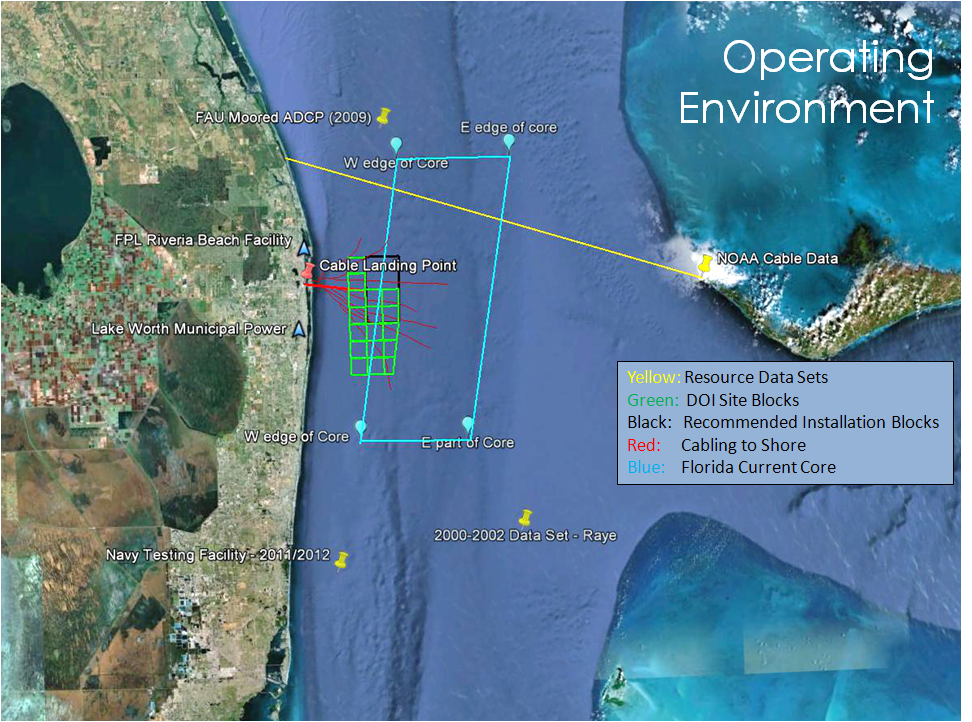 Operating
Environment
FAU Moored ADCP (2009)
E edge of core
W edge of Core
FPL Riveria Beach Facility
Cable Landing Point
NOAA Cable Data
Lake Worth Municipal Power
Yellow: Resource Data Sets
Green: DOI Site Blocks
Black: Recommended Installation Blocks
Red: Cabling to Shore
Blue: Florida Current Core
W edge of Core
E part of Core
2000-2002 Data Set - Raye
Navy Testing Facility - 2011/2012